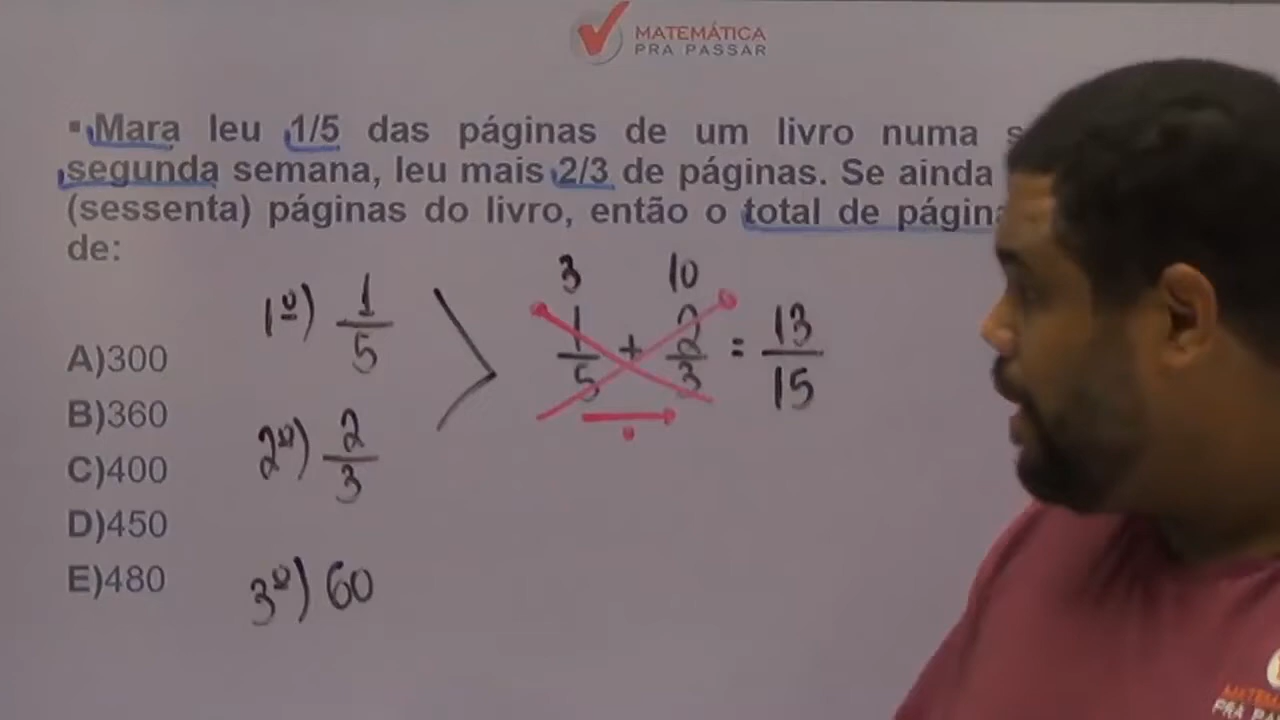 MATEMÁTICA
PRA PASSAR
▪Mara leu 1/5 das páginas de um livro numa
segunda semana, leu mais 2/3 de páginas. Se ainda
(sessenta) páginas do livro, então o total de
de:
A)300
B)360
C)400
D)450
E)480
1º) 1/5
2º) 2/3
3º) 60
3 10
1/5 + 2/3 = 13/15
PRA